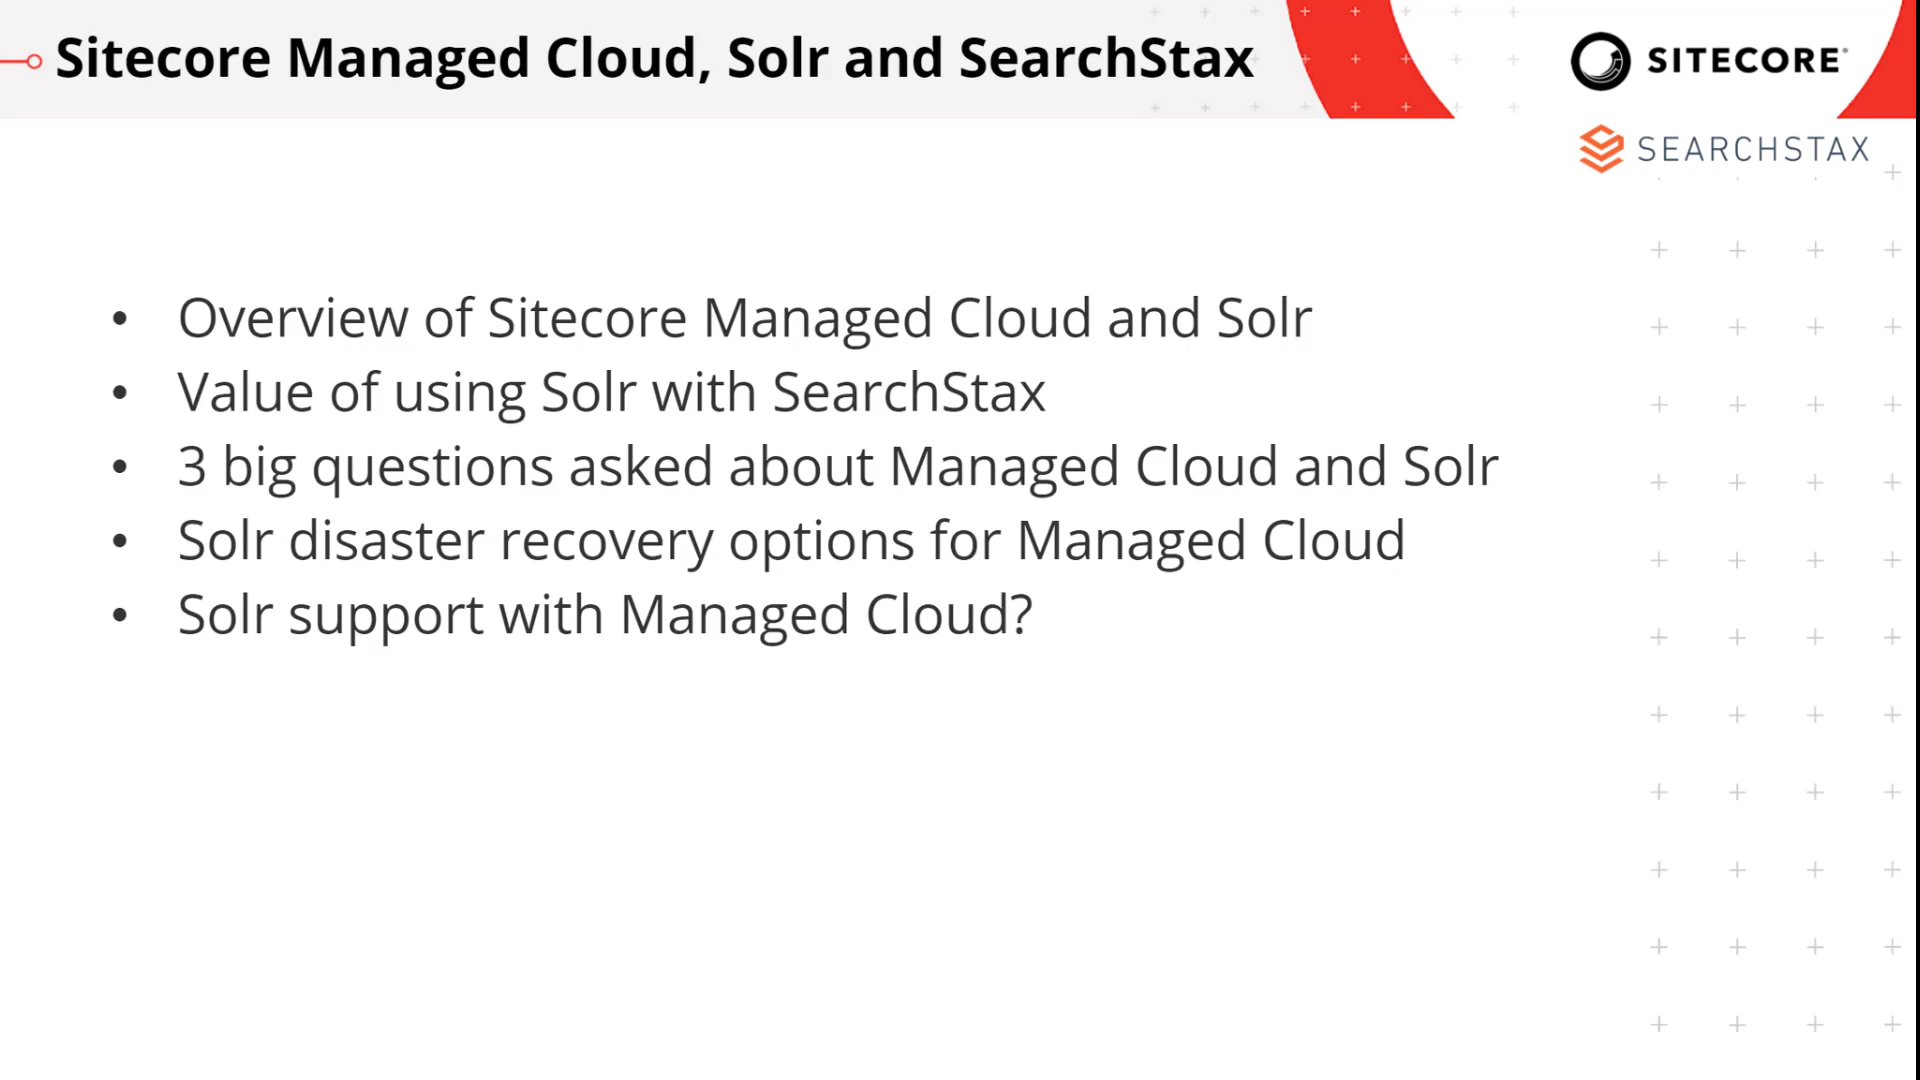 Sitecore Managed Cloud, Solr and SearchStax
SITECORE®
SEARCHSTAX
• Overview of Sitecore Managed Cloud and Solr
• Value of using Solr with SearchStax
• 3 big questions asked about Managed Cloud and Solr
• Solr disaster recovery options for Managed Cloud
• Solr support with Managed Cloud?